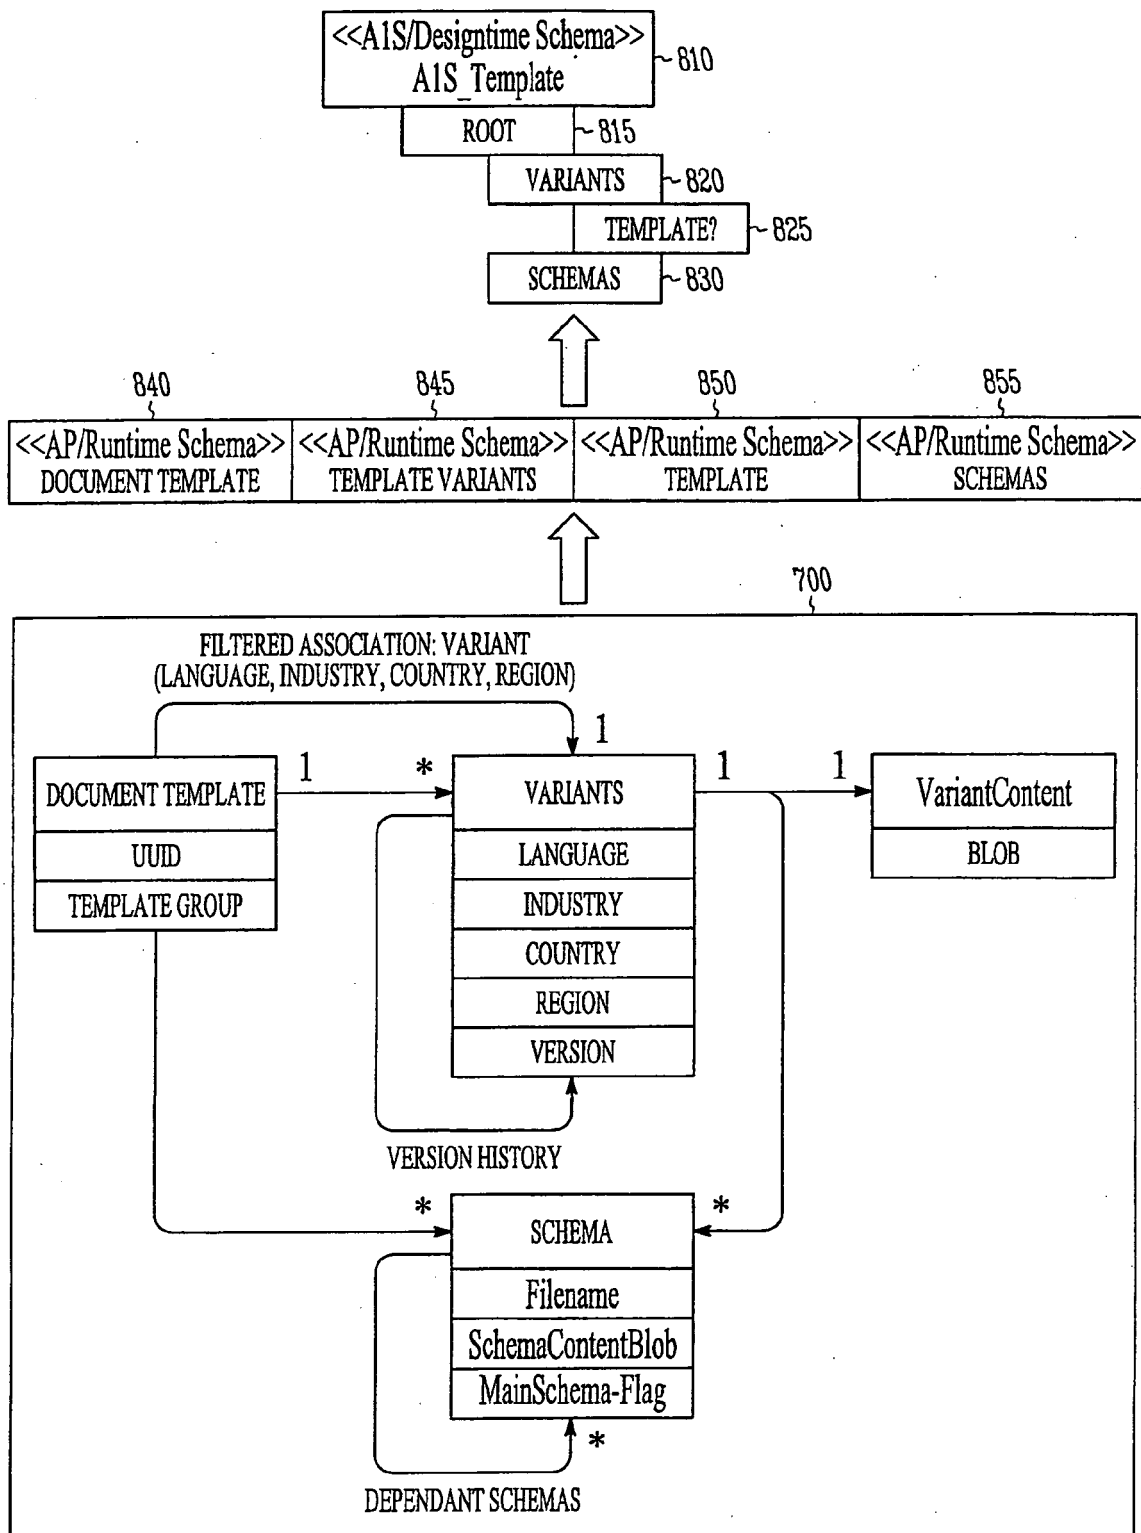 <<A1S/Designtime Schema>>
A1S_Template
810
ROOT
815
VARIANTS
820
TEMPLATE?
825
SCHEMAS
830
840
845
850
855
<<AP/Runtime Schema>>
DOCUMENT TEMPLATE
<<AP/Runtime Schema>>
TEMPLATE VARIANTS
<<AP/Runtime Schema>>
TEMPLATE
<<AP/Runtime Schema>>
SCHEMAS
700
FILTERED ASSOCIATION: VARIANT
(LANGUAGE, INDUSTRY, COUNTRY, REGION)
1
DOCUMENT TEMPLATE
UUID
TEMPLATE GROUP
1
*
VARIANTS
LANGUAGE
INDUSTRY
COUNTRY
REGION
VERSION
1
1
VariantContent
BLOB
VERSION HISTORY
*
*
SCHEMA
Filename
SchemaContentBlob
MainSchema-Flag
*
DEPENDANT SCHEMAS